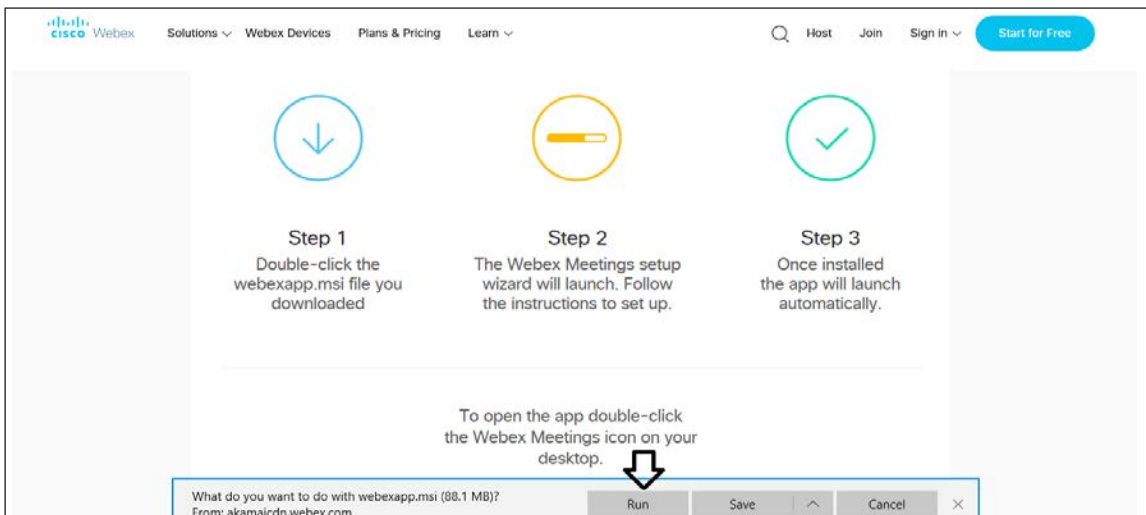 cisco Webex Solutions Webex Devices Plans & Pricing Learn Host Join Sign in Start for Free
Step 1
Double-click the
webexapp.msi file you
downloaded
Step 2
The Webex Meetings setup
wizard will launch. Follow
the instructions to set up.
Step 3
Once installed
the app will launch
automatically.
To open the app double-click
the Webex Meetings icon on your
desktop.
What do you want to do with webexapp.msi (88.1 MB)?
From: akamaicdn.webex.com
Run Save Cancel